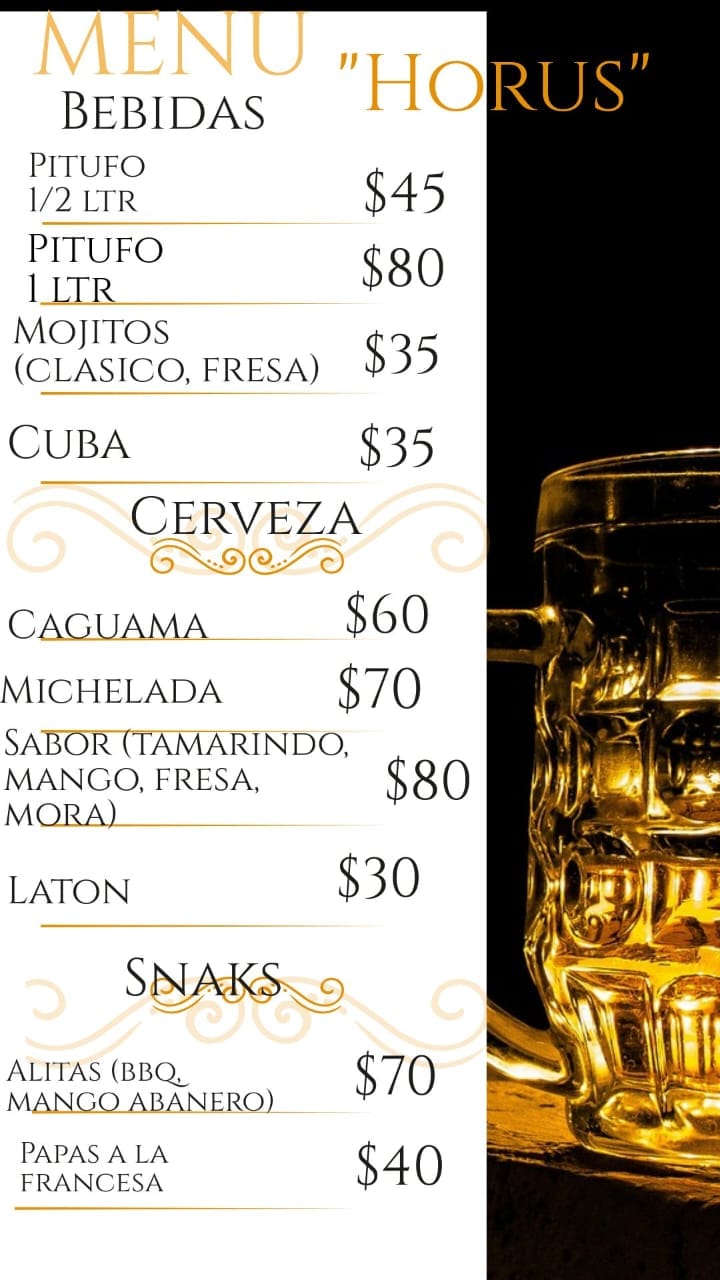 MENU
"HORUS"
BEBIDAS
PITUFO
1/2 LTR
$45
PITUFO
1 LTR
$80
MOJITOS
(CLASICO, FRESA)
$35
CUBA
$35
CERVEZA
CAGUAMA
$60
MICHELADA
$70
SABOR (TAMARINDO,
MANGO, FRESA,
MORA)
$80
LATON
$30
SNAKS
ALITAS (BBQ,
MANGO ABANERO)
$70
PAPAS A LA
FRANCESA
$40